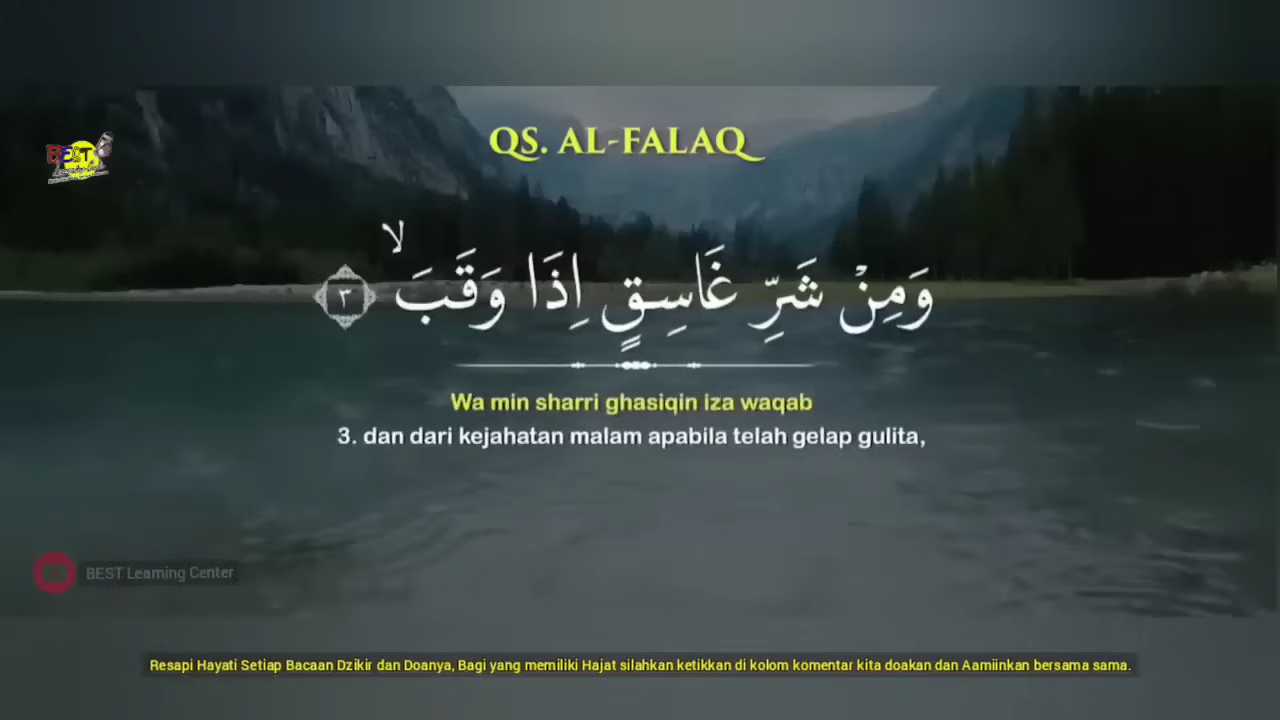 QS. AL-FALAQ
BEST
وَمِنْ شَرِّ غَاسِقٍ اِذَا وَقَبَۙ ٣
Wa min sharri ghasiqin iza waqab
3. dan dari kejahatan malam apabila telah gelap gulita,
BEST Learning Center
Resapi Hayati Setiap Bacaan Dzikir dan Doanya, Bagi yang memiliki Hajat silahkan ketikkan di kolom komentar kita doakan dan Aamiinkan bersama sama.